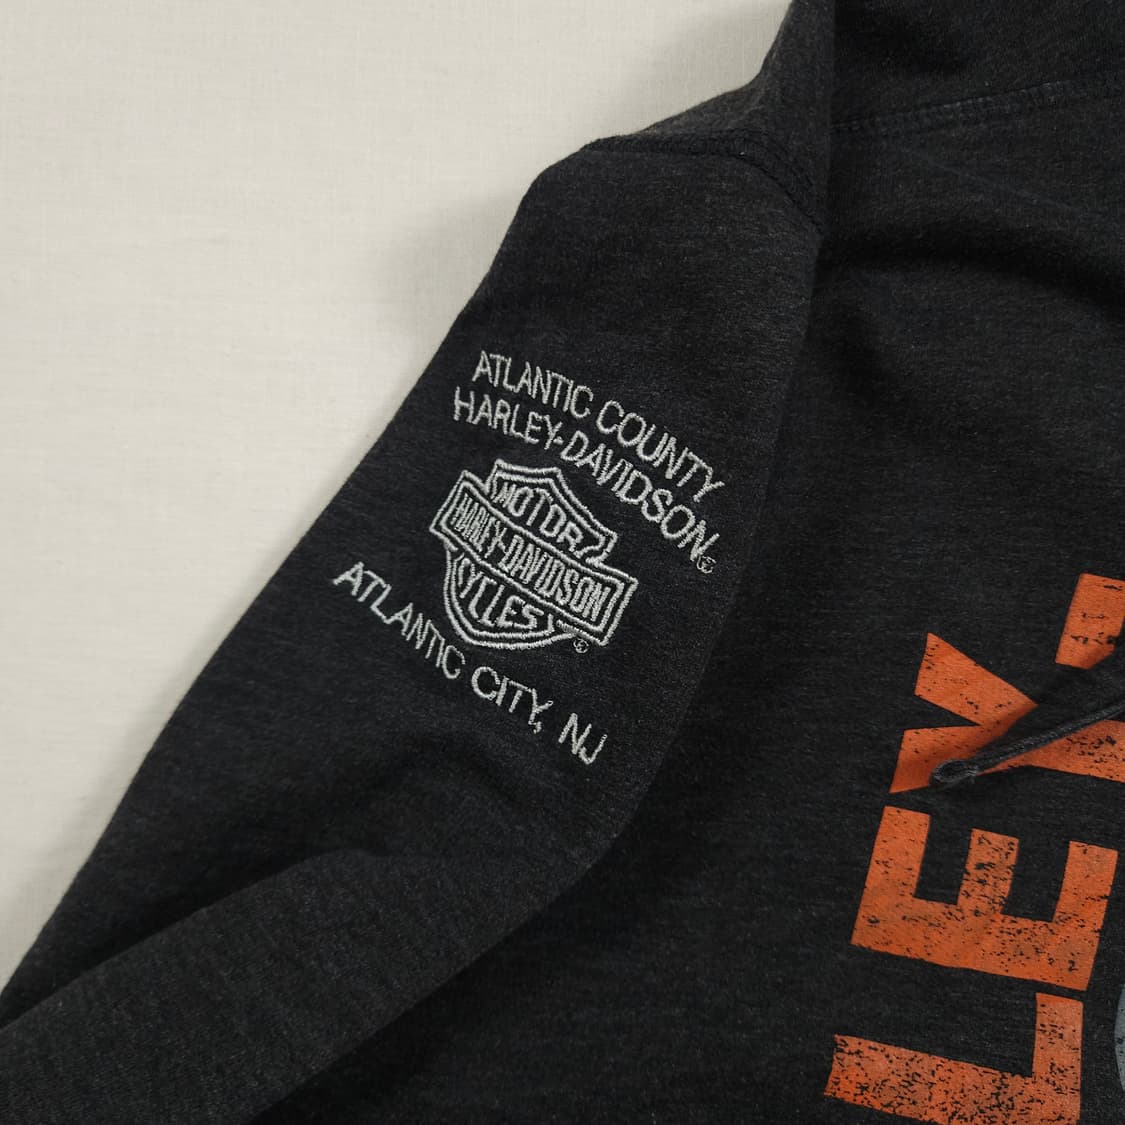 ATLANTIC COUNTY
HARLEY-DAVIDSON®
MOTOR
HARLEY-DAVIDSON
CYCLES
®
ATLANTIC CITY, NJ
LEY